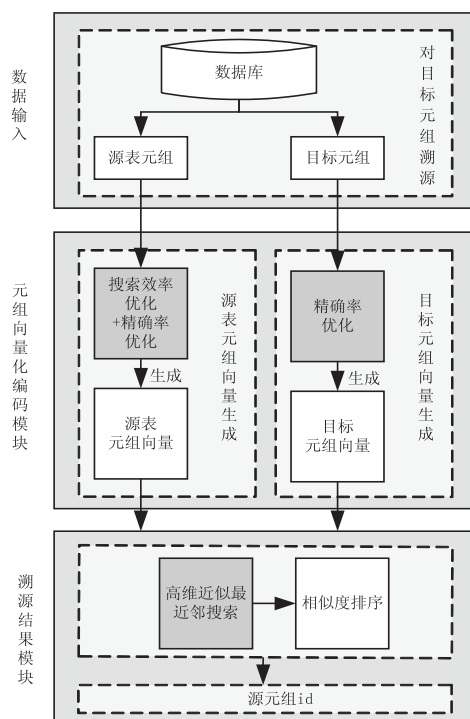 数据输入
数据库
对目标元组溯源
源表元组
目标元组
元组向量化编码模块
搜索效率
优化
+精确率
优化
生成
源表
元组向量
源表元组向量生成
精确率
优化
生成
目标
元组向量
目标元组向量生成
溯源结果模块
高维近似最
近邻搜索
相似度排序
源元组id